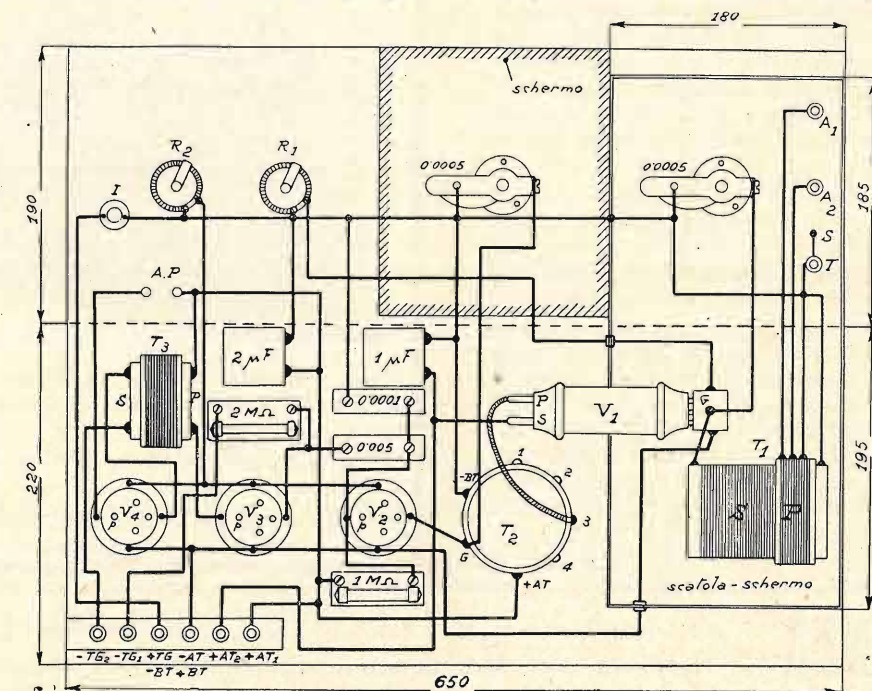 180
schermo
R2 R1
I
0'0005
0'0005
A1
A2
S
T
190
185
A.P
T3
2 µF
1 µF
S P
2 MΩ
0'0001
0'005
P
S
V1
G
T1
-BT
1
2
3
4
T2
G
+AT
S P
220
195
V4
P
V3
P
V2
P
1 MΩ
scatola-schermo
-TG2 -TG1 +TG -AT +AT2 +AT1
-BT +BT
650